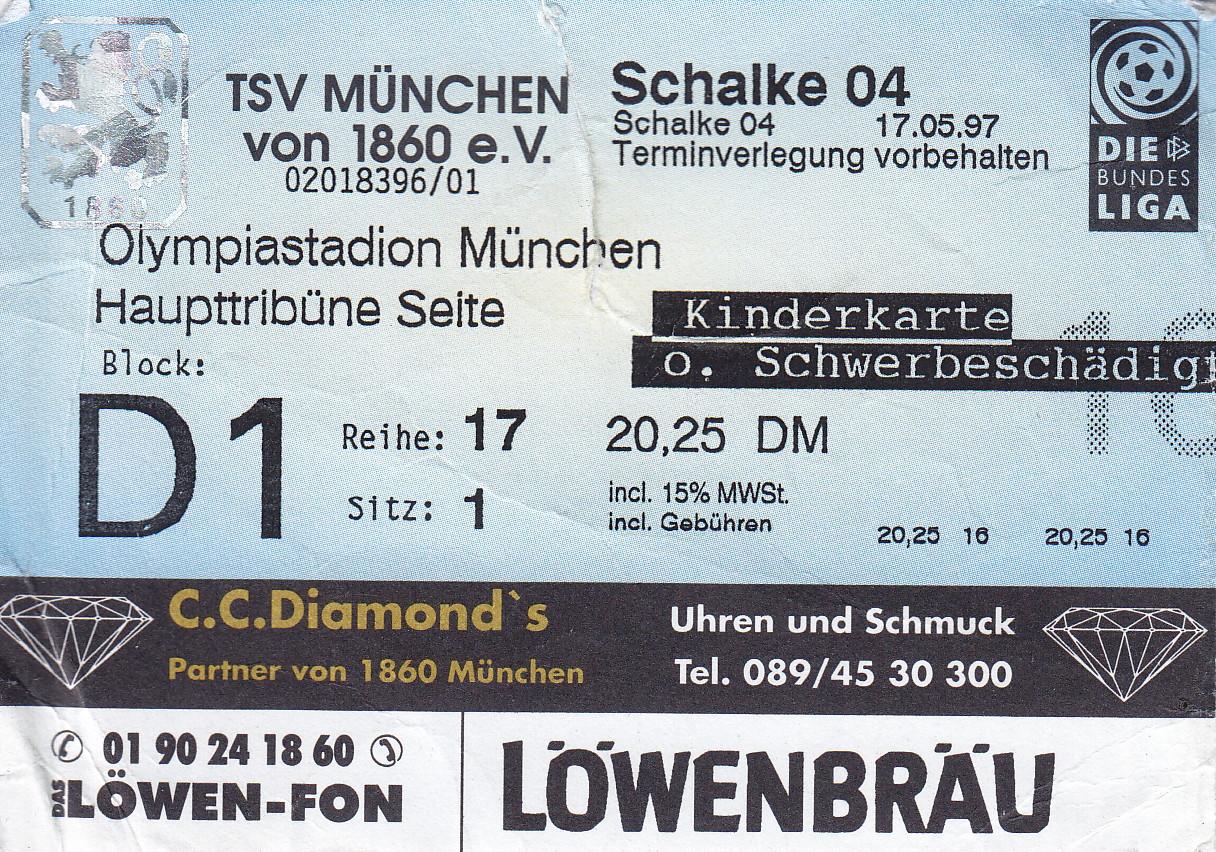 1860
TSV MÜNCHEN
von 1860 e.V.
02018396/01
Schalke 04
Schalke 04 17.05.97
Terminverlegung vorbehalten
DIE
BUNDES
LIGA
Olympiastadion München
Haupttribüne Seite
Kinderkarte
o. Schwerbeschädigt
Block:
D1
Reihe: 17
Sitz: 1
20,25 DM
incl. 15% MWSt.
incl. Gebühren
20,25 16 20,25 16
C.C.Diamond`s
Partner von 1860 München
Uhren und Schmuck
Tel. 089/45 30 300
01 90 24 18 60
DAS LÖWEN-FON
LÖWENBRÄU